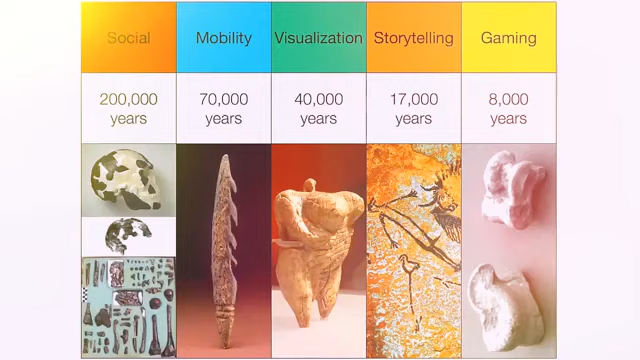 Social
Mobility
Visualization
Storytelling
Gaming
200,000
years
70,000
years
40,000
years
17,000
years
8,000
years